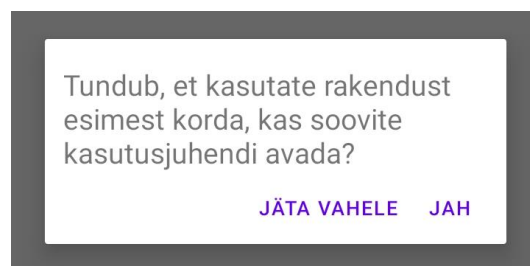 Tundub, et kasutate rakendust
esimest korda, kas soovite
kasutusjuhendi avada?
JÄTA VAHELE JAH